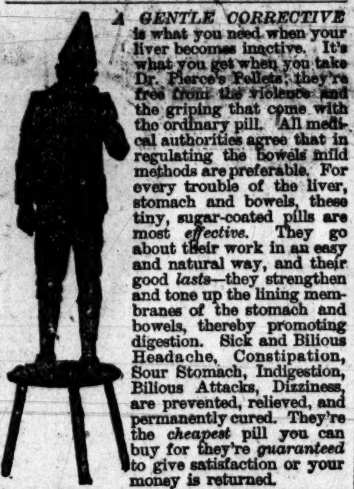 A GENTLE CORRECTIVE
is what you need when your
liver becomes inactive. It's
what you get when you take
Dr. Pierce's Pellets; they're
free from the violence and
the griping that come with
the ordinary pill. All medi-
cal authorities agree that in
regulating the bowels mild
methods are preferable. For
every trouble of the liver,
stomach and bowels, these
tiny, sugar-coated pills are
most effective. They go
about their work in an easy
and natural way, and their
good lasts—they strengthen
and tone up the lining mem-
branes of the stomach and
bowels, thereby promoting
digestion. Sick and Bilious
Headache, Constipation,
Sour Stomach, Indigestion,
Bilious Attacks, Dizziness,
are prevented, relieved, and
permanently cured. They're
the cheapest pill you can
buy for they're guaranteed
to give satisfaction or your
money is returned.